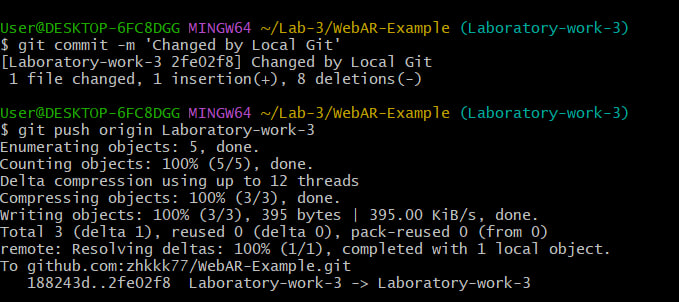 User@DESKTOP-6FC8DGG MINGW64 ~/Lab-3/WebAR-Example (Laboratory-work-3)
$ git commit -m 'Changed by Local Git'
[Laboratory-work-3 2fe02f8] Changed by Local Git
 1 file changed, 1 insertion(+), 8 deletions(-)

User@DESKTOP-6FC8DGG MINGW64 ~/Lab-3/WebAR-Example (Laboratory-work-3)
$ git push origin Laboratory-work-3
Enumerating objects: 5, done.
Counting objects: 100% (5/5), done.
Delta compression using up to 12 threads
Compressing objects: 100% (3/3), done.
Writing objects: 100% (3/3), 395 bytes | 395.00 KiB/s, done.
Total 3 (delta 1), reused 0 (delta 0), pack-reused 0 (from 0)
remote: Resolving deltas: 100% (1/1), completed with 1 local object.
To github.com:zhkkk77/WebAR-Example.git
   188243d..2fe02f8  Laboratory-work-3 -> Laboratory-work-3